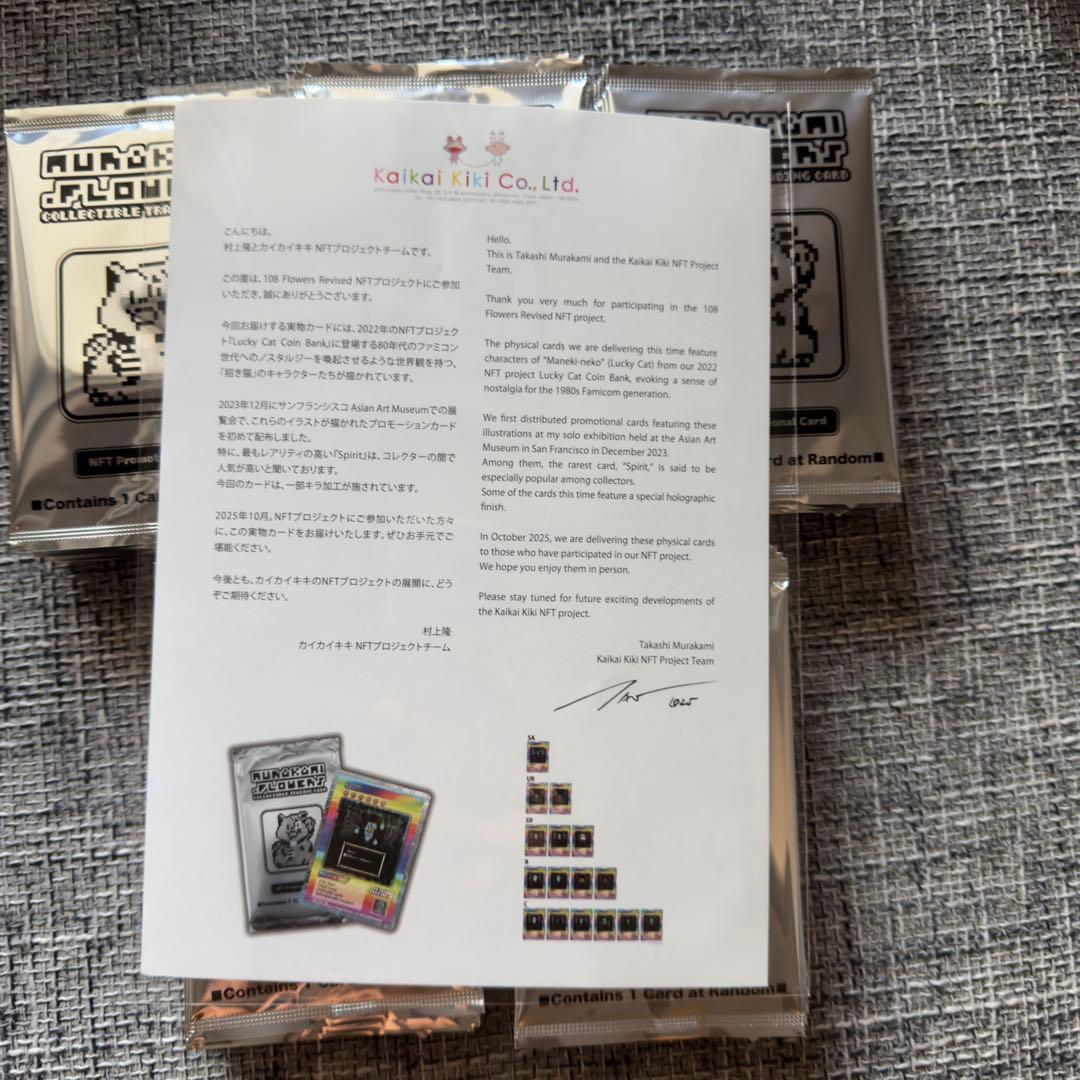 MURAKAMI
.FLOWERS
COLLECTIBLE TRA
NFT Promot
■Contains 1 Ca
ADING CARD
onal Card
rd at Random■
Kaikai Kiki Co., Ltd.
こんにちは。
村上隆とカイカイキキ NFTプロジェクトチームです。
この度は、108 Flowers Revised NFTプロジェクトにご参加
いただき、誠にありがとうございます。
今回お届けする実物カードには、2022年のNFTプロジェク
ト『Lucky Cat Coin Bank』に登場する80年代のファミコン
世代へのノスタルジーを喚起させるような世界観を持つ、
「招き猫」のキャラクターたちが描かれています。
2023年12月にサンフランシスコ Asian Art Museumでの展
覧会で、これらのイラストが描かれたプロモーションカード
を初めて配布しました。
特に、最もレアリティの高い『Spirit』は、コレクターの間で
人気が高いと聞いております。
今回のカードは、一部キラ加工が施されています。
2025年10月。NFTプロジェクトにご参加いただいた方々
に、この実物カードをお届けいたします。ぜひお手元でご
堪能ください。
今後とも、カイカイキキのNFTプロジェクトの展開に、どう
ぞご期待ください。
村上隆
カイカイキキ NFTプロジェクトチーム
Hello.
This is Takashi Murakami and the Kaikai Kiki NFT Project
Team.
Thank you very much for participating in the 108
Flowers Revised NFT project.
The physical cards we are delivering this time feature
characters of "Maneki-neko" (Lucky Cat) from our 2022
NFT project Lucky Cat Coin Bank, evoking a sense of
nostalgia for the 1980s Famicom generation.
We first distributed promotional cards featuring these
illustrations at my solo exhibition held at the Asian Art
Museum in San Francisco in December 2023.
Among them, the rarest card, "Spirit," is said to be
especially popular among collectors.
Some of the cards this time feature a special holographic
finish.
In October 2025, we are delivering these physical cards
to those who have participated in our NFT project.
We hope you enjoy them in person.
Please stay tuned for future exciting developments of
the Kaikai Kiki NFT project.
Takashi Murakami
Kaikai Kiki NFT Project Team
2025
MURAKAMI
.FLOWERS
COLLECTIBLE TRADING CARD
SA
UR
SR
R
C
■Contains 1 Ca
■Contains 1 Card at Random■